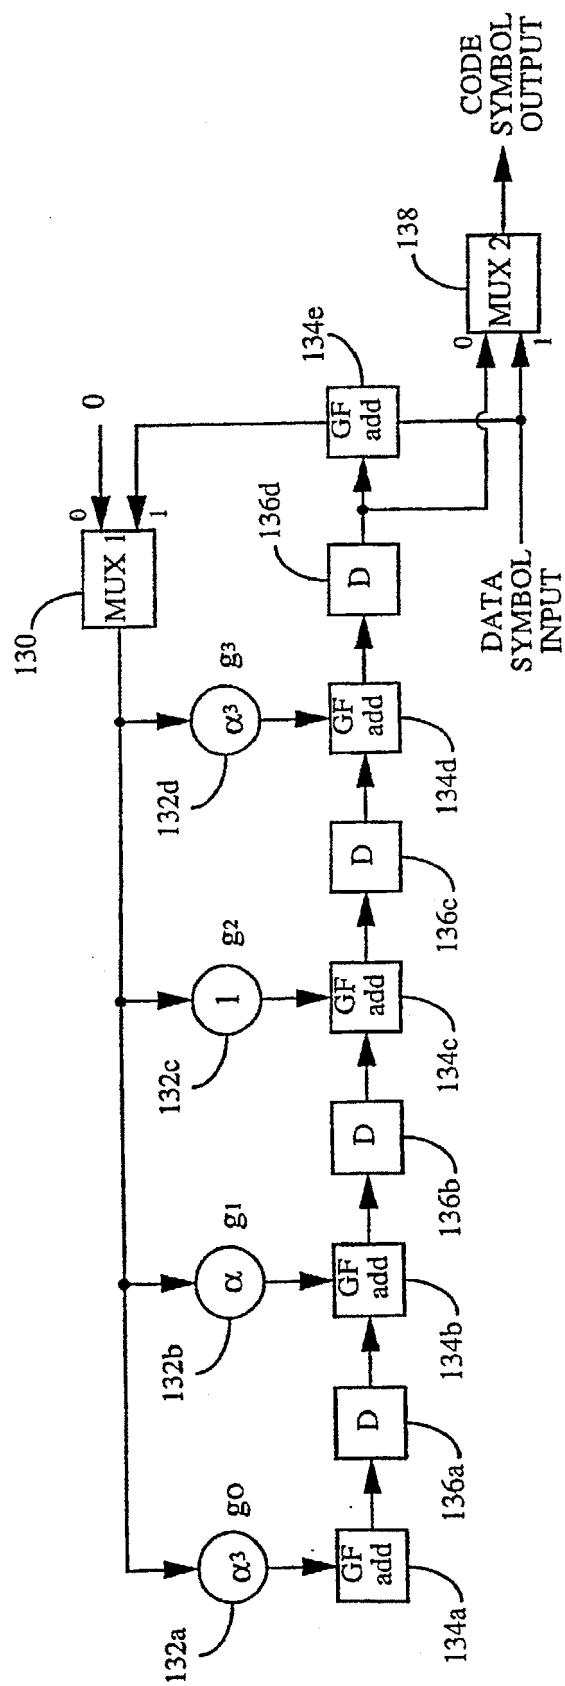 130
MUX 1
0
1
0
132a
α3
g0
132b
α
g1
132c
1
g2
132d
α3
g3
GF
add
134a
D
136a
GF
add
134b
D
136b
GF
add
134c
D
136c
GF
add
134d
D
136d
GF
add
134e
DATA
SYMBOL
INPUT
0
1
MUX 2
138
CODE
SYMBOL
OUTPUT